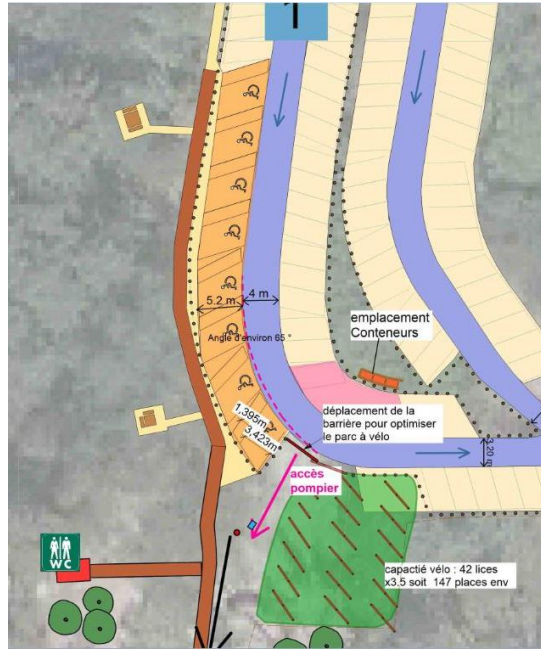 1
5.2 m
4 m
Angle d'environ 65 °
emplacement
Conteneurs
1,395m
3,423m
déplacement de la
barrière pour optimiser
le parc à vélo
3,20 m
accès
pompier
capactié vélo : 42 lices
x3,5 soit 147 places env
WC